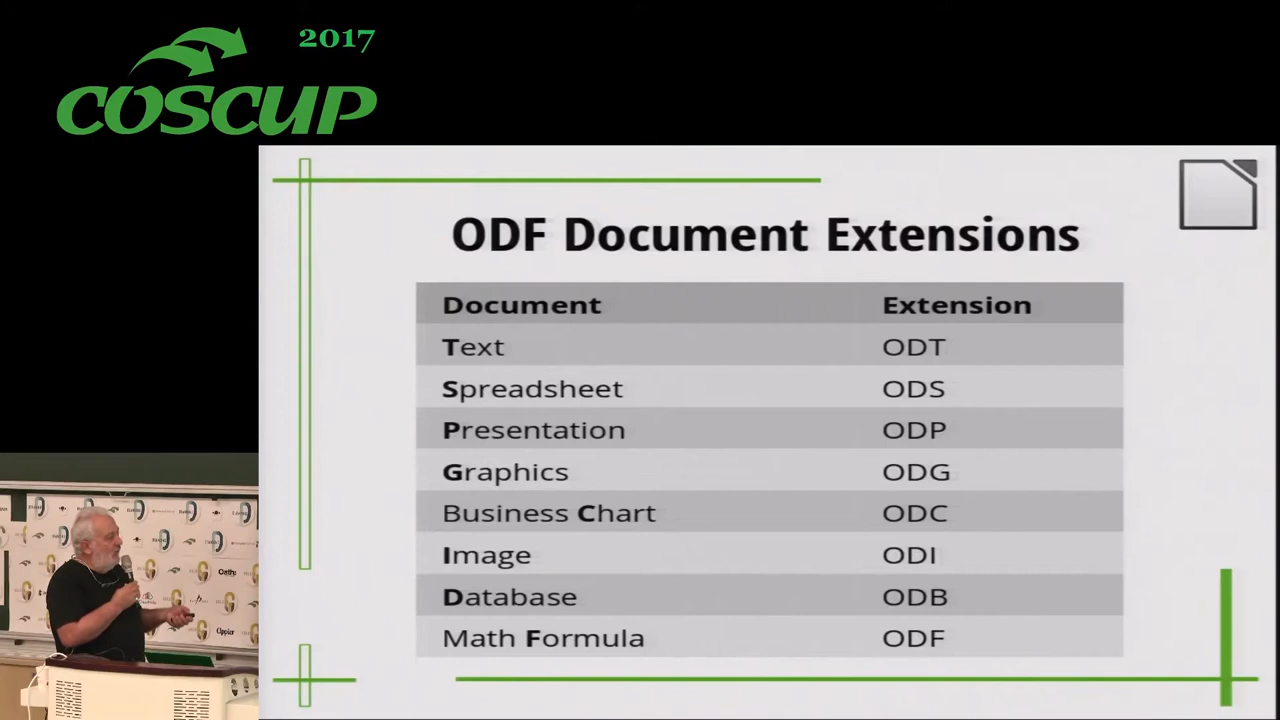 2017
COSCUP
ODF Document Extensions
Document Extension
Text ODT
Spreadsheet ODS
Presentation ODP
Graphics ODG
Business Chart ODC
Image ODI
Database ODB
Math Formula ODF